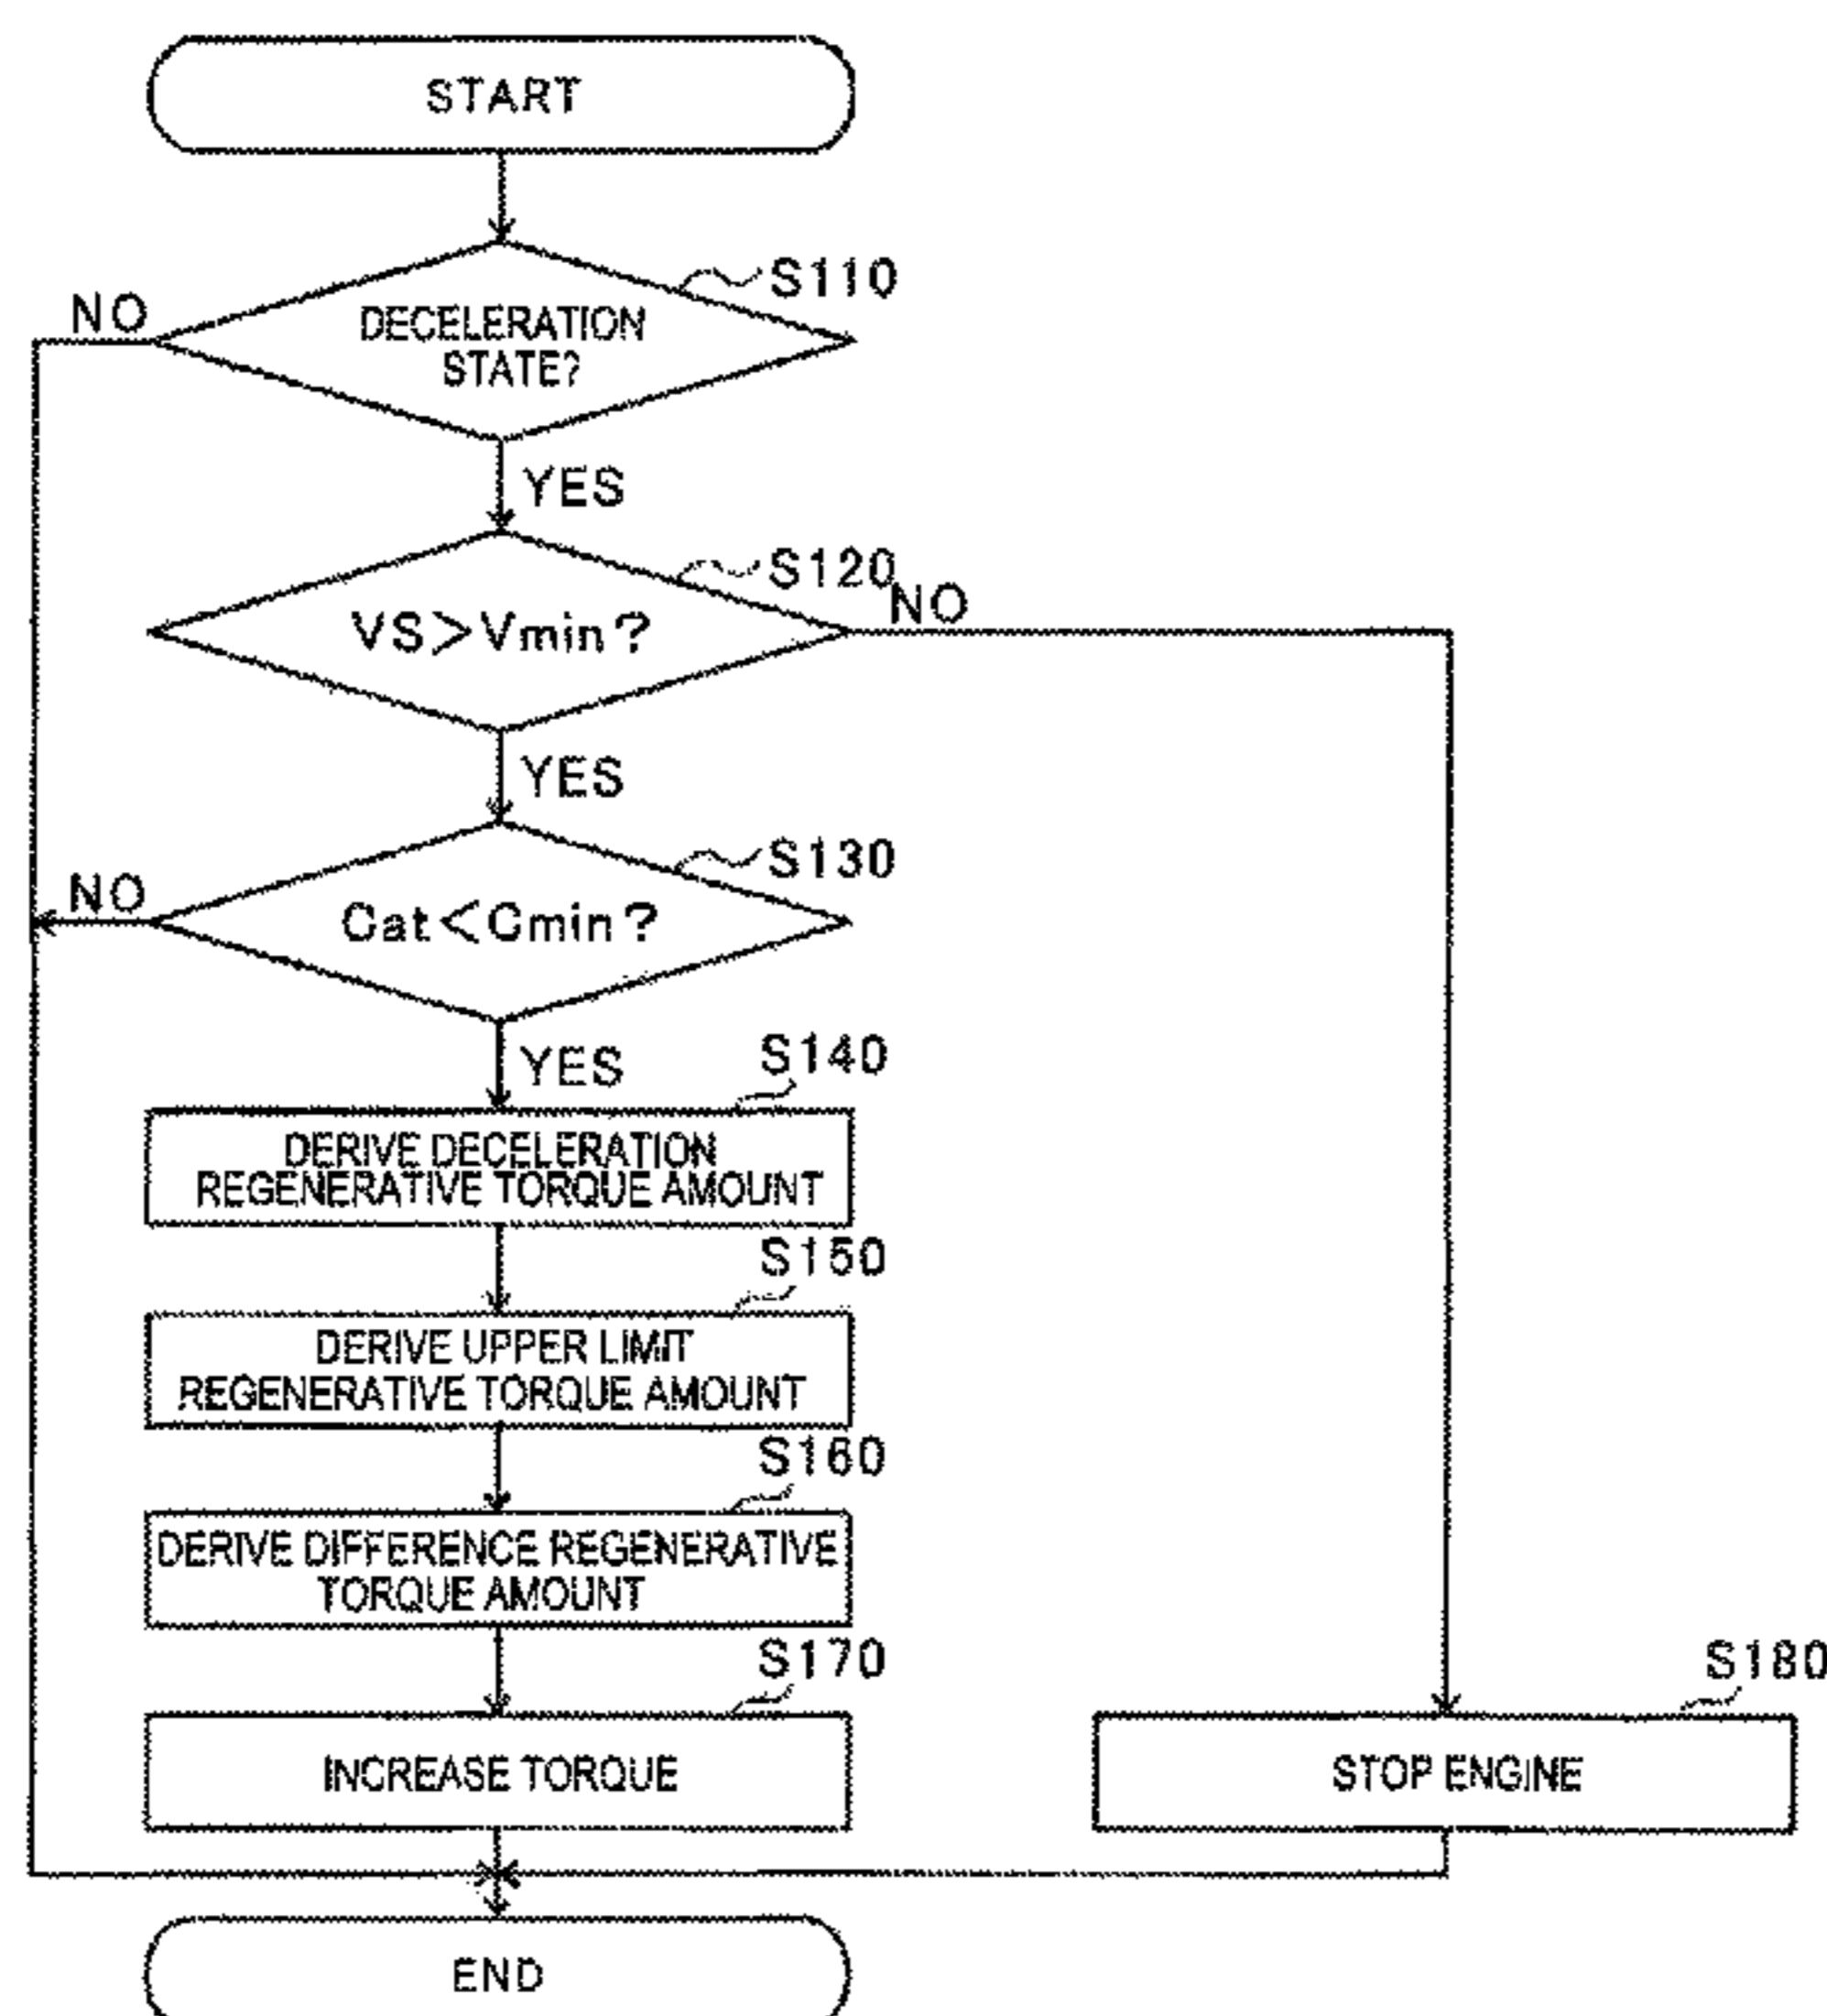 START
S110
NO
DECELERATION
STATE?
YES
S120
NO
VS>Vmin?
YES
S130
NO
Cat<Cmin?
YES
S140
DERIVE DECELERATION
REGENERATIVE TORQUE AMOUNT
S150
DERIVE UPPER LIMIT
REGENERATIVE TORQUE AMOUNT
S160
DERIVE DIFFERENCE REGENERATIVE
TORQUE AMOUNT
S170
INCREASE TORQUE
S180
STOP ENGINE
END